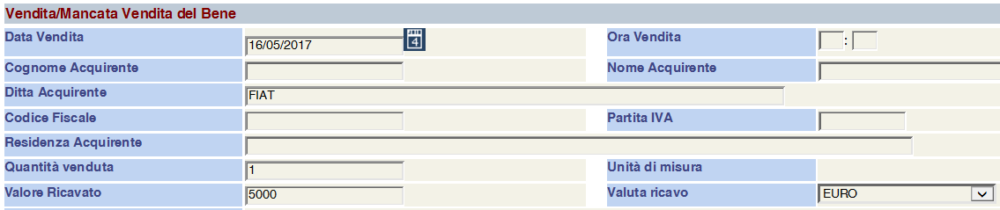 Vendita/Mancata Vendita del Bene
Data Vendita 16/05/2017 4 Ora Vendita :
Cognome Acquirente Nome Acquirente
Ditta Acquirente FIAT
Codice Fiscale Partita IVA
Residenza Acquirente
Quantità venduta 1 Unità di misura
Valore Ricavato 5000 Valuta ricavo EURO